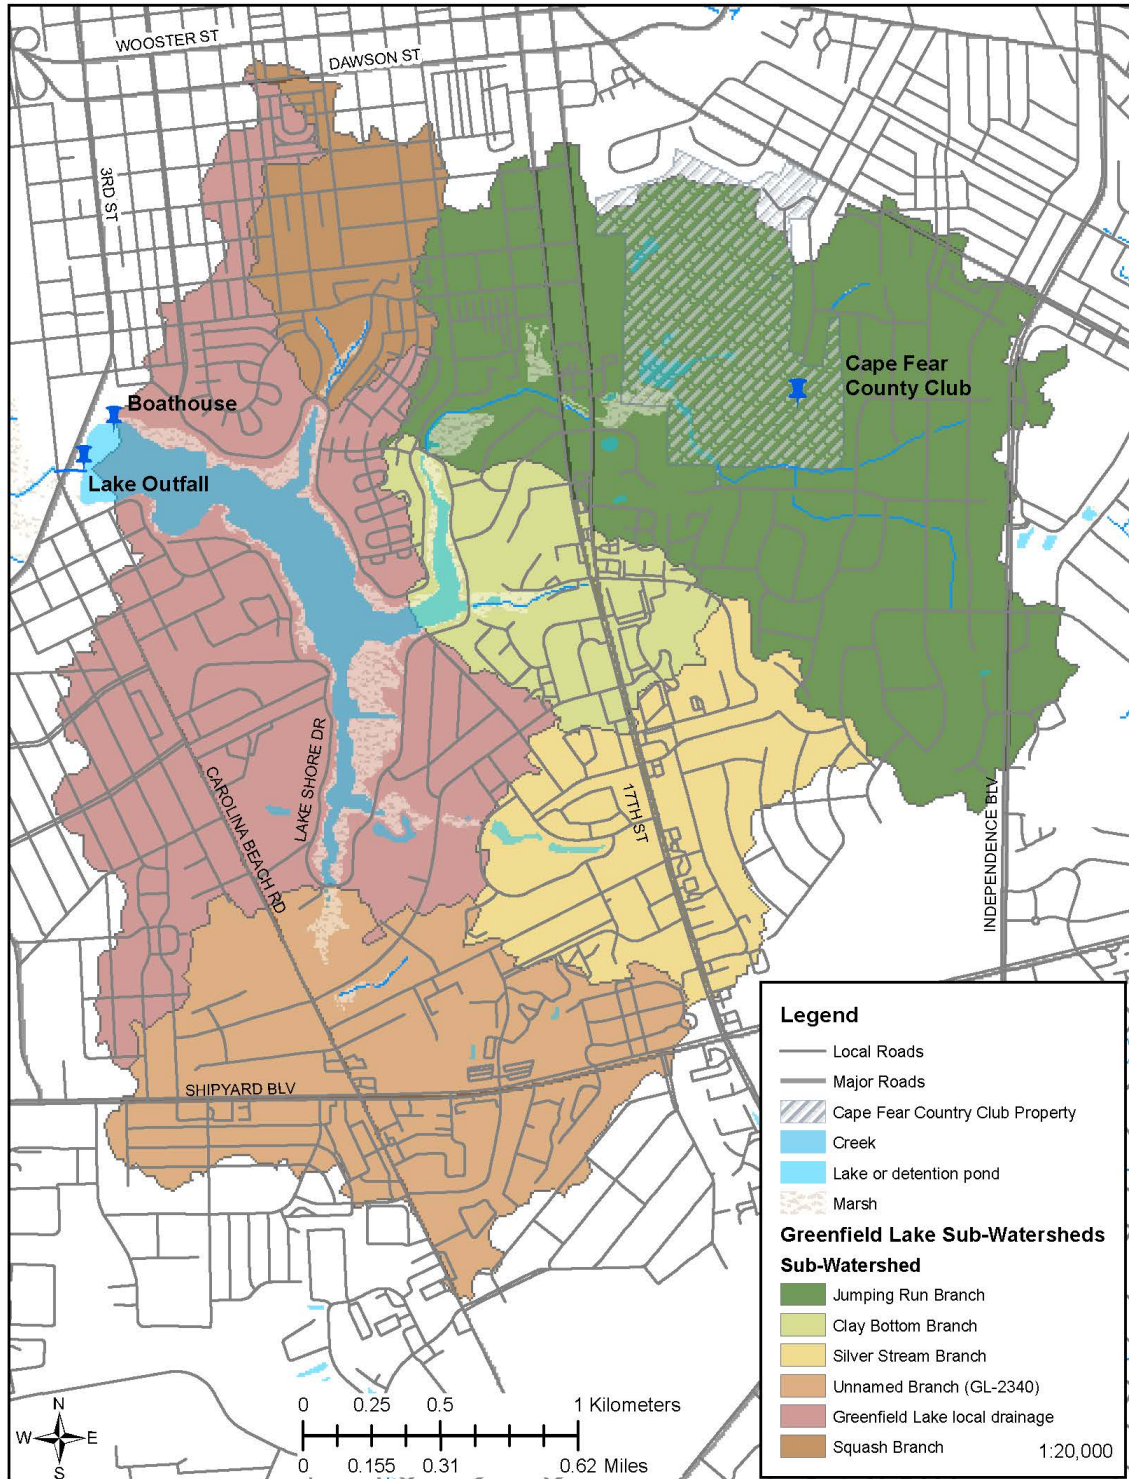 WOOSTER ST
DAWSON ST
3RD ST
Boathouse
Lake Outfall
Cape Fear
County Club
LAKE SHORE DR
CAROLINA BEACH RD
17TH ST
INDEPENDENCE BLV
SHIPYARD BLV
Legend
Local Roads
Major Roads
Cape Fear Country Club Property
Creek
Lake or detention pond
Marsh
Greenfield Lake Sub-Watersheds
Sub-Watershed
Jumping Run Branch
Clay Bottom Branch
Silver Stream Branch
Unnamed Branch (GL-2340)
Greenfield Lake local drainage
Squash Branch
1:20,000
N
W E
S
0 0.25 0.5 1 Kilometers
0 0.155 0.31 0.62 Miles